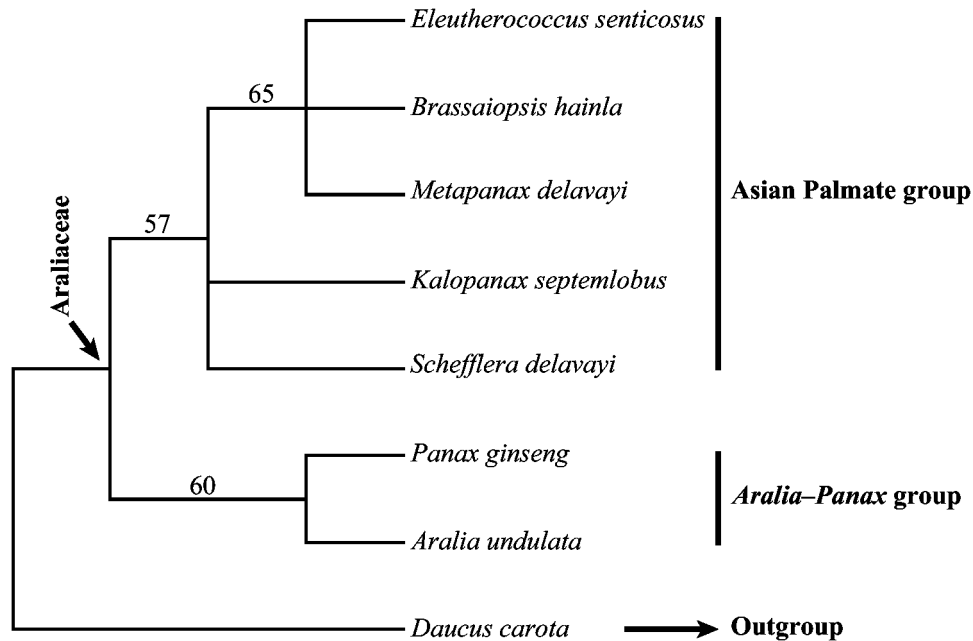 Eleutherococcus senticosus
65
Brassaiopsis hainla
Metapanax delavayi
Asian Palmate group
57
Araliaceae
Kalopanax septemlobus
Schefflera delavayi
Panax ginseng
60
Aralia–Panax group
Aralia undulata
Daucus carota
Outgroup